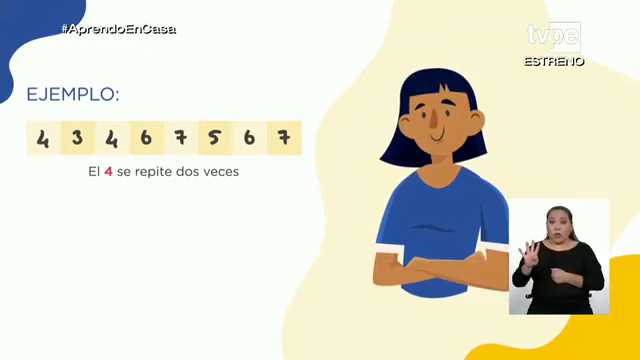 #AprendoEnCasa
tvpe
ESTRENO
EJEMPLO:
4 3 4 6 7 5 6 7
El 4 se repite dos veces